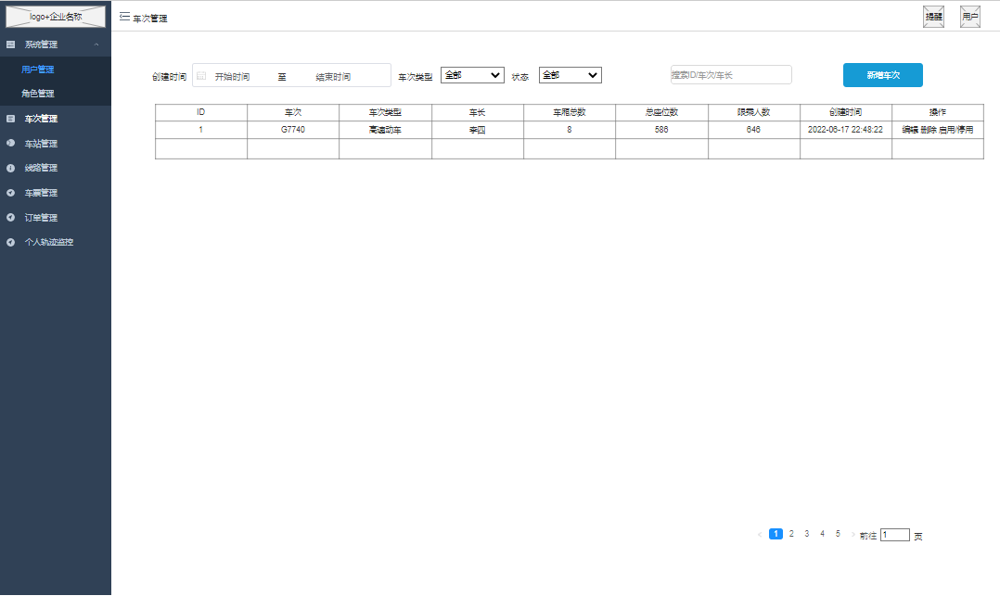 logo+企业名称
车次管理
提醒
用户
系统管理
用户管理
角色管理
车次管理
车站管理
线路管理
车票管理
订单管理
个人轨迹监控
创建时间 开始时间 至 结束时间 车次类型 全部 状态 全部 搜索ID/车次/车长 新增车次
ID 车次 车次类型 车长 车厢总数 总座位数 限乘人数 创建时间 操作
1 G7740 高速动车 李四 8 586 646 2022-06-17 22:48:22 编辑 删除 启用/停用
1 2 3 4 5 前往 1 页